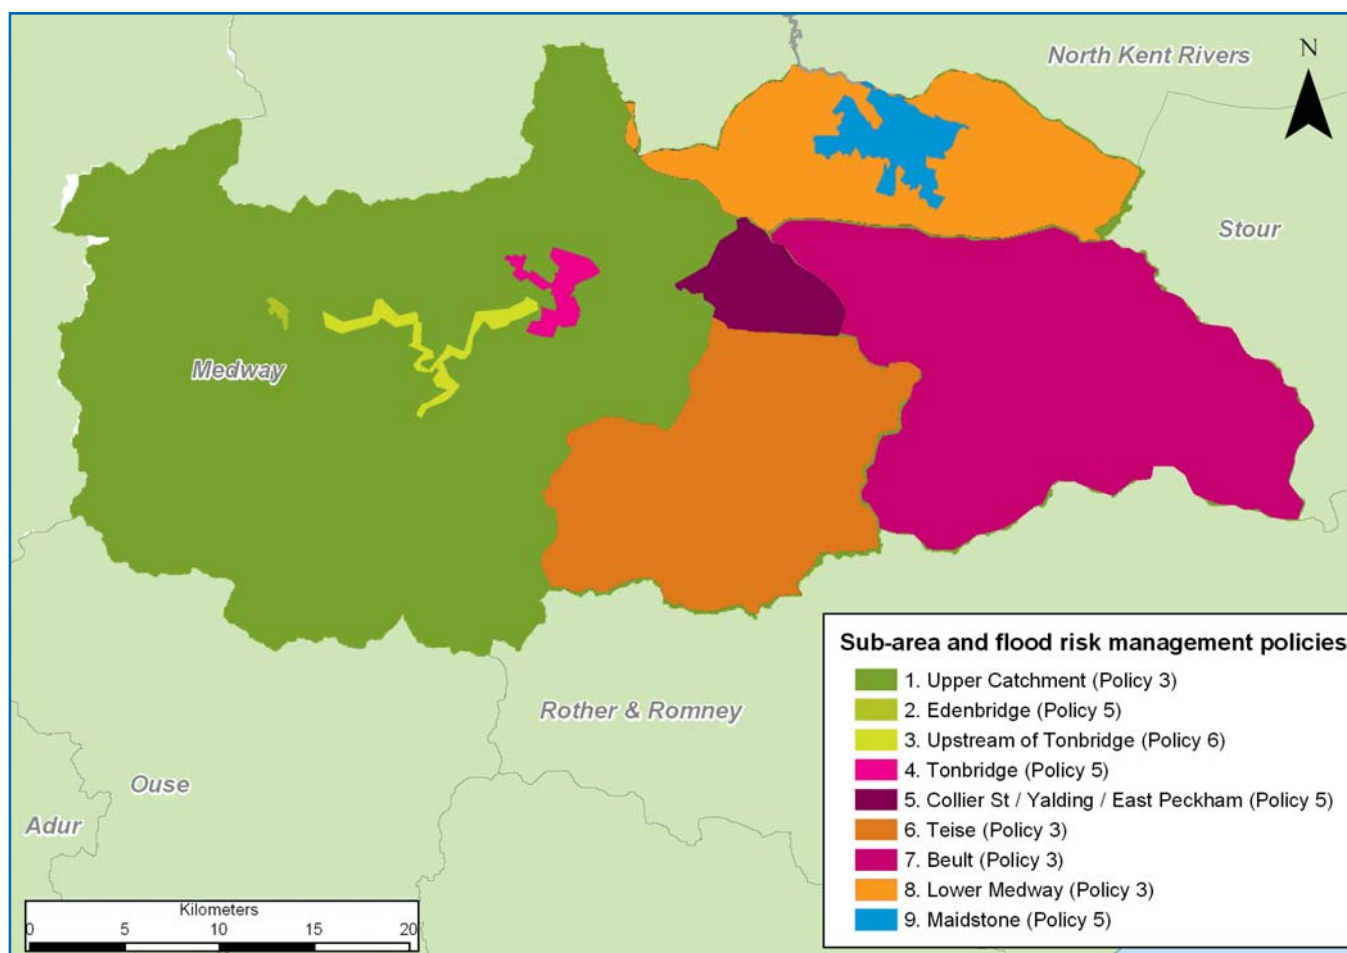 North Kent Rivers
N
Stour
Medway
Sub-area and flood risk management policies
1. Upper Catchment (Policy 3)
2. Edenbridge (Policy 5)
3. Upstream of Tonbridge (Policy 6)
4. Tonbridge (Policy 5)
5. Collier St / Yalding / East Peckham (Policy 5)
6. Teise (Policy 3)
7. Beult (Policy 3)
8. Lower Medway (Policy 3)
9. Maidstone (Policy 5)
Rother & Romney
Ouse
Adur
Kilometers
0 5 10 15 20